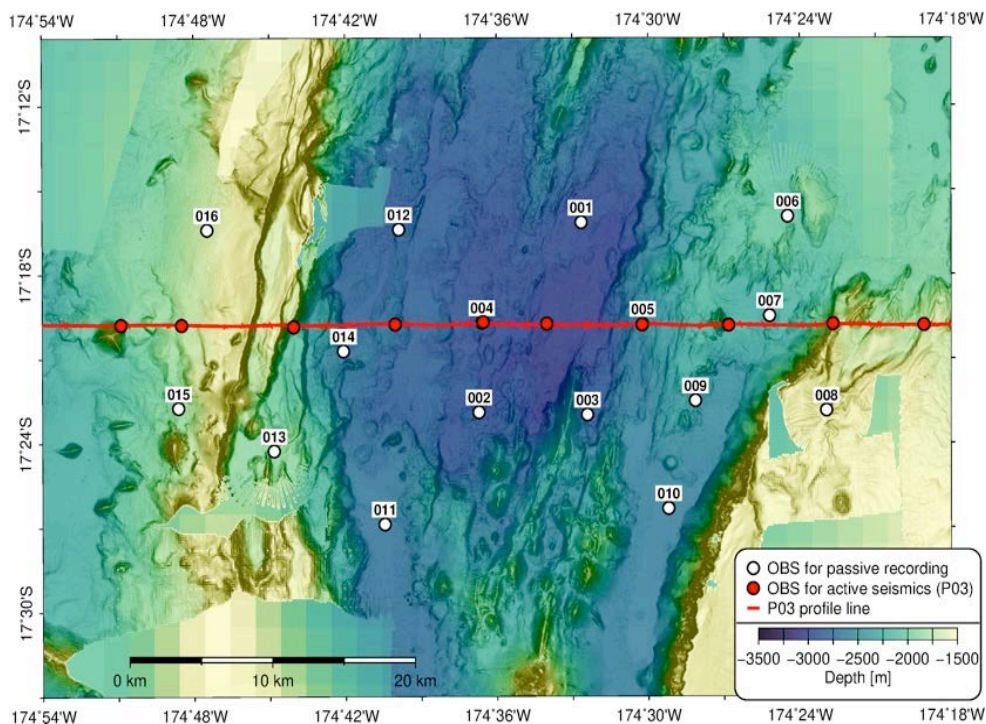 174°54'W 174°48'W 174°42'W 174°36'W 174°30'W 174°24'W 174°18'W
17°12'S
17°18'S
17°24'S
17°30'S
016
012
001
006
004
005
007
014
015
002
003
009
008
013
011
010
OBS for passive recording
OBS for active seismics (P03)
P03 profile line
−3500 −3000 −2500 −2000 −1500
Depth [m]
0 km 10 km 20 km
174°54'W 174°48'W 174°42'W 174°36'W 174°30'W 174°24'W 174°18'W